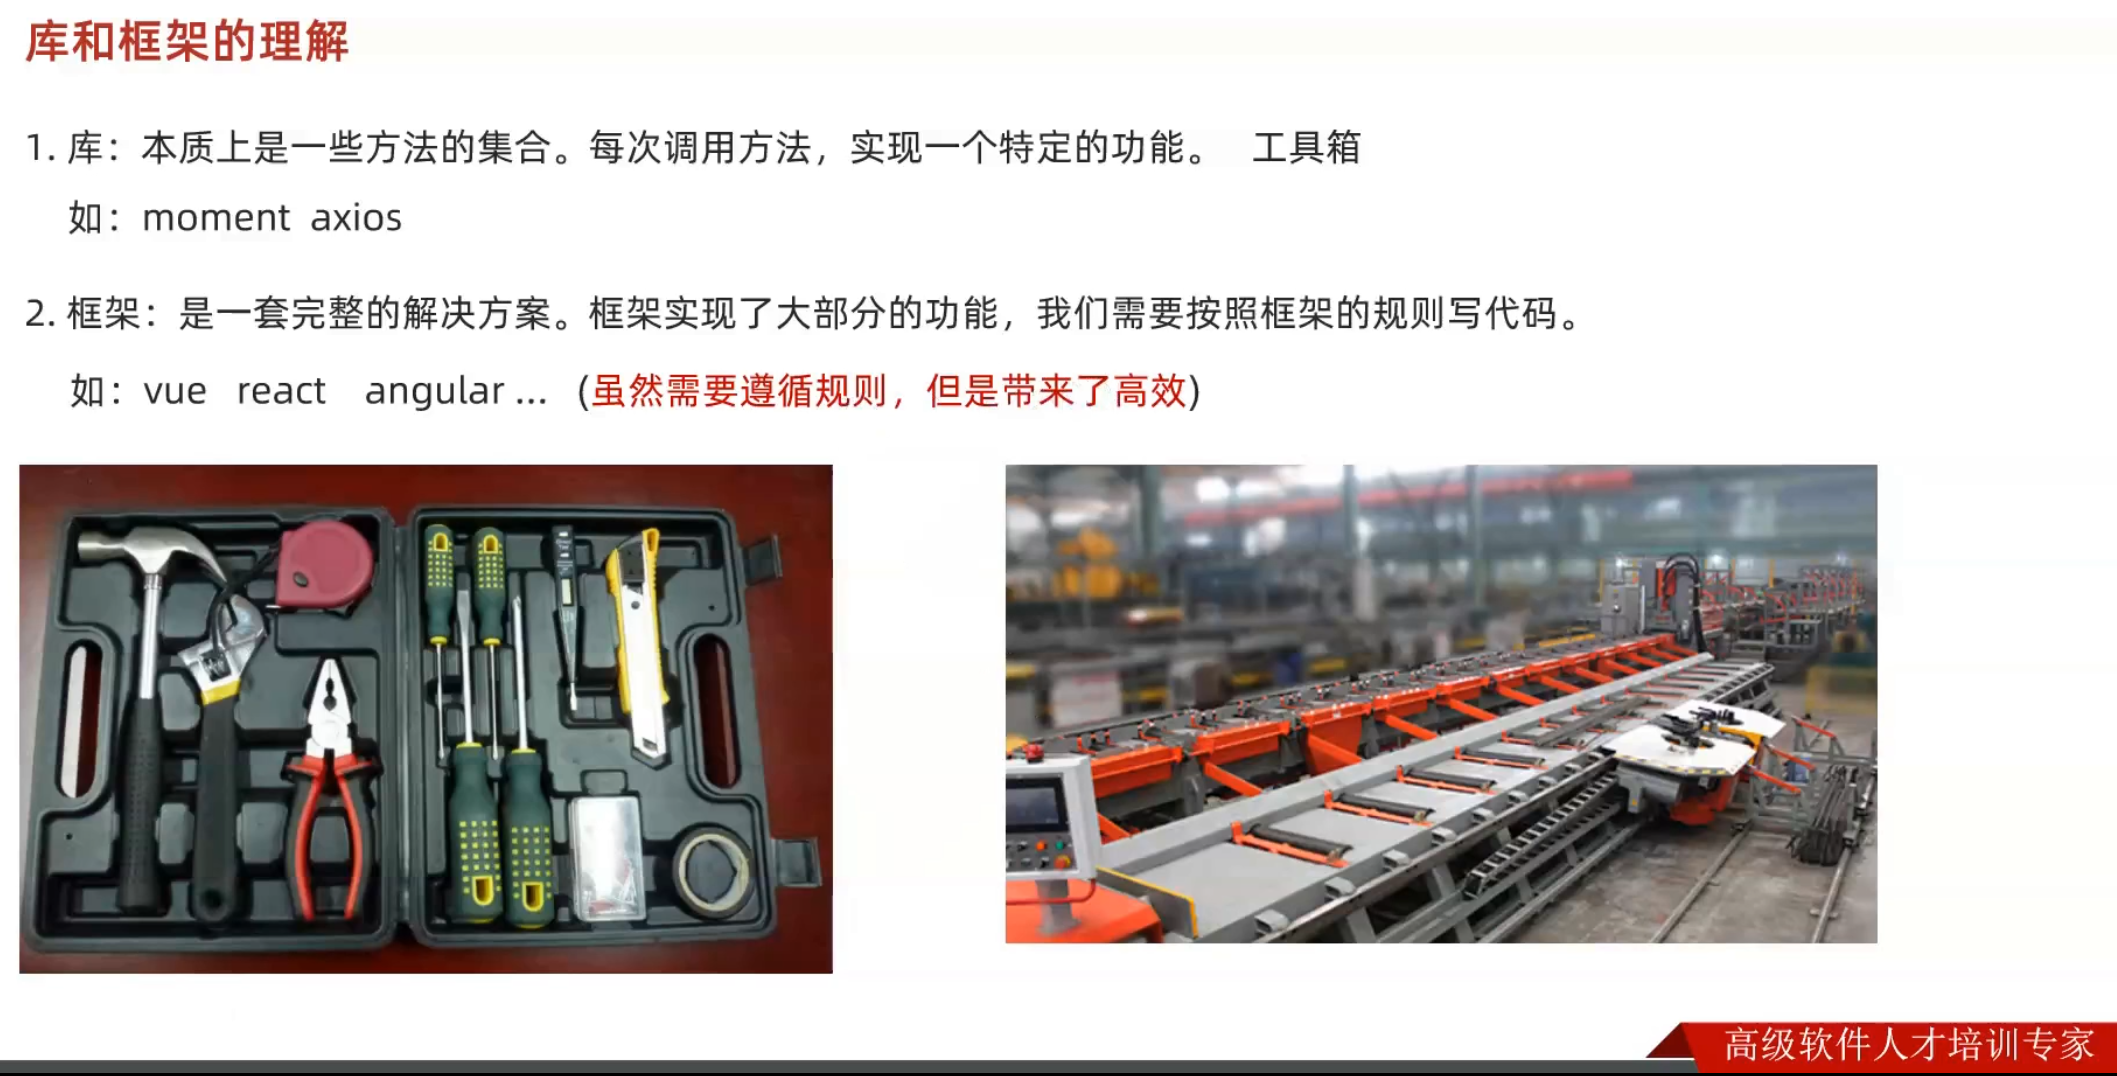 库和框架的理解
1. 库：本质上是一些方法的集合。每次调用方法，实现一个特定的功能。 工具箱
如：moment axios
2. 框架：是一套完整的解决方案。框架实现了大部分的功能，我们需要按照框架的规则写代码。
如：vue react angular ... (虽然需要遵循规则，但是带来了高效)
高级软件人才培训专家